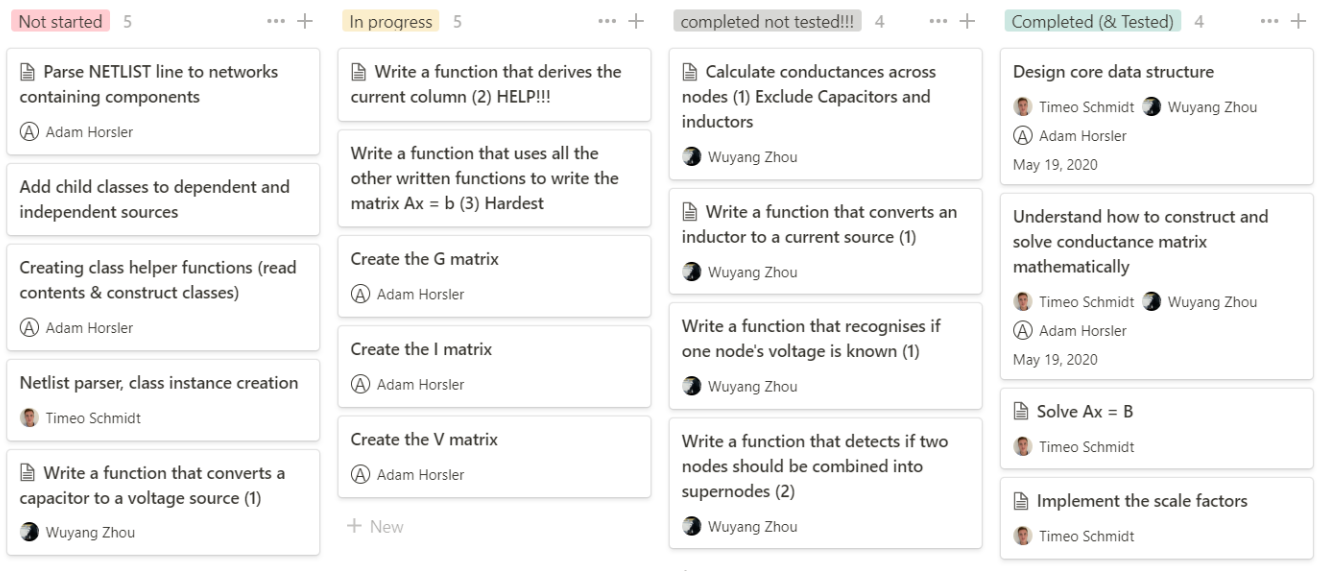 Not started 5
Parse NETLIST line to networks
containing components
Adam Horsler
Add child classes to dependent and
independent sources
Creating class helper functions (read
contents & construct classes)
Adam Horsler
Netlist parser, class instance creation
Timeo Schmidt
Write a function that converts a
capacitor to a voltage source (1)
Wuyang Zhou
In progress 5
Write a function that derives the
current column (2) HELP!!!
Write a function that uses all the
other written functions to write the
matrix Ax = b (3) Hardest
Create the G matrix
Adam Horsler
Create the I matrix
Adam Horsler
Create the V matrix
Adam Horsler
+ New
completed not tested!!! 4
Calculate conductances across
nodes (1) Exclude Capacitors and
inductors
Wuyang Zhou
Write a function that converts an
inductor to a current source (1)
Wuyang Zhou
Write a function that recognises if
one node's voltage is known (1)
Wuyang Zhou
Write a function that detects if two
nodes should be combined into
supernodes (2)
Wuyang Zhou
Completed (& Tested) 4
Design core data structure
Timeo Schmidt Wuyang Zhou
Adam Horsler
May 19, 2020
Understand how to construct and
solve conductance matrix
mathematically
Timeo Schmidt Wuyang Zhou
Adam Horsler
May 19, 2020
Solve Ax = B
Timeo Schmidt
Implement the scale factors
Timeo Schmidt